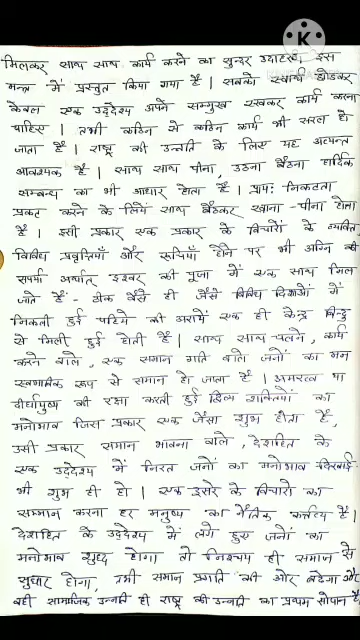 मिलकर साथ साथ कार्य करने का सुन्दर उदाहरण, इस
मन्त्र में प्रस्तुत किया गया है। सबको स्वार्थ छोडकर
केवल एक उद्देश्य अपने सम्मुख रखकर कार्य करना
चाहिए। तभी कठिन से कठिन कार्य भी सरल हो
जाता है। राष्ट्र की उन्नति के लिए यह अत्यन्त
आवश्यक है। साथ साथ पीना, उठना बैठना हार्दिक
सम्बन्ध का भी आधार होता है। प्राय: निकटता
प्रकट करने के लिये साथ बैठकर खाना-पीना होता
है। इसी प्रकार एक प्रकार के विचारों के व्यक्ति
विविध प्रवृत्तियाँ और रूचियाँ होने पर भी अग्नि की
सपर्या अर्थात् ईश्वर की पूजा में एक साथ मिल
जाते हैं- ठीक वैसे ही जैसे विविध दिशाओं में
निकली हुई पहिये की अरायें एक ही केन्द्र बिन्दु
से मिली हुई होती हैं। साथ साथ चलने, कार्य
करने वाले, एक समान गति वाले जनों का मन
स्वभाविक रूप से समान हो जाता है। अमरत्व या
दीर्घायुष्य की रक्षा करती हुई दिव्य शक्तियों का
मनोभाव जिस प्रकार एक जैसा शुभ होता है,
उसी प्रकार समान भावना वाले, देशहित के
एक उद्देश्य में निरत जनों का मनोभाव दिखाई
भी शुभ ही हो। एक दूसरे के विचारों का
सम्मान करना हर मनुष्य का नैतिक कर्त्तव्य है।
देशहित के उद्देश्य में लगे हुए जनों का
मनोभाव शुद्ध होगा तो निश्चय ही समाज से
सुधार होगा, तभी समान प्रगति की ओर बढेगा और
वही सामाजिक उन्नति ही राष्ट्र की उन्नति का प्रथम सोपान है